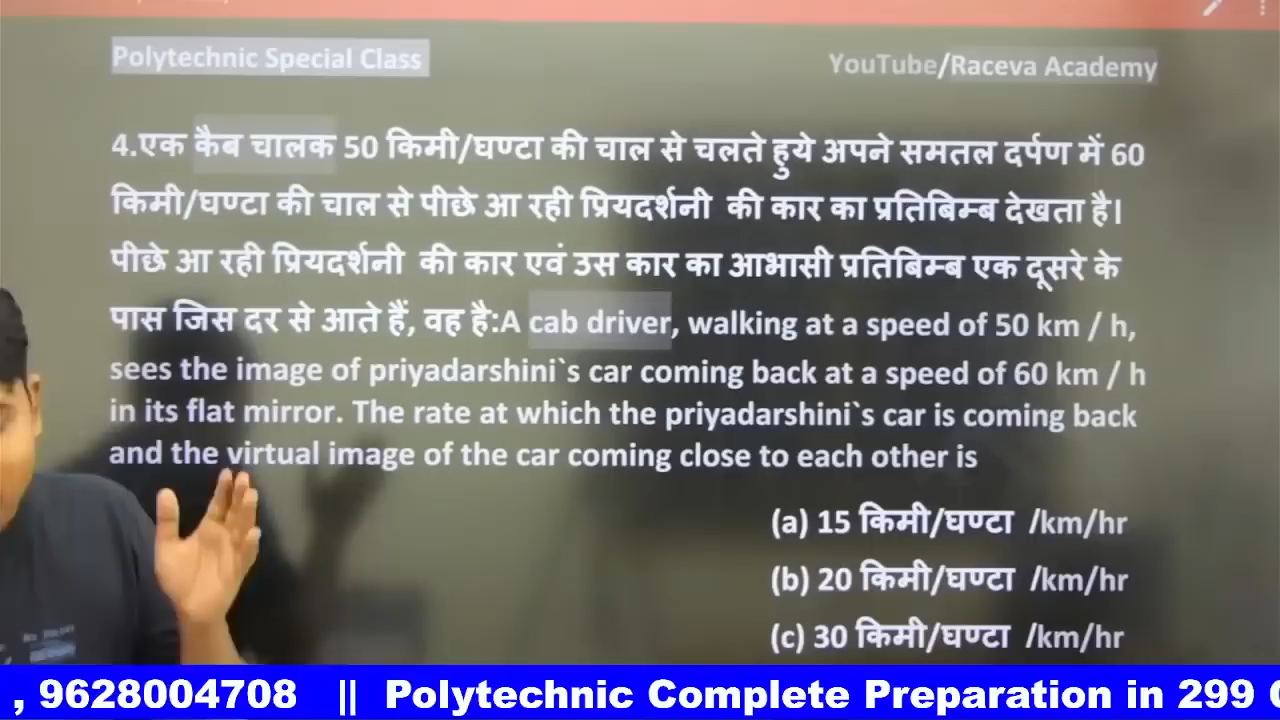 Polytechnic Special Class
YouTube/Raceva Academy
4.एक कैब चालक 50 किमी/घण्टा की चाल से चलते हुये अपने समतल दर्पण में 60
किमी/घण्टा की चाल से पीछे आ रही प्रियदर्शनी की कार का प्रतिबिम्ब देखता है।
पीछे आ रही प्रियदर्शनी की कार एवं उस कार का आभासी प्रतिबिम्ब एक दूसरे के
पास जिस दर से आते हैं, वह है:A cab driver, walking at a speed of 50 km / h,
sees the image of priyadarshini`s car coming back at a speed of 60 km / h
in its flat mirror. The rate at which the priyadarshini`s car is coming back
and the virtual image of the car coming close to each other is
(a) 15 किमी/घण्टा /km/hr
(b) 20 किमी/घण्टा /km/hr
(c) 30 किमी/घण्टा /km/hr
, 9628004708 || Polytechnic Complete Preparation in 299